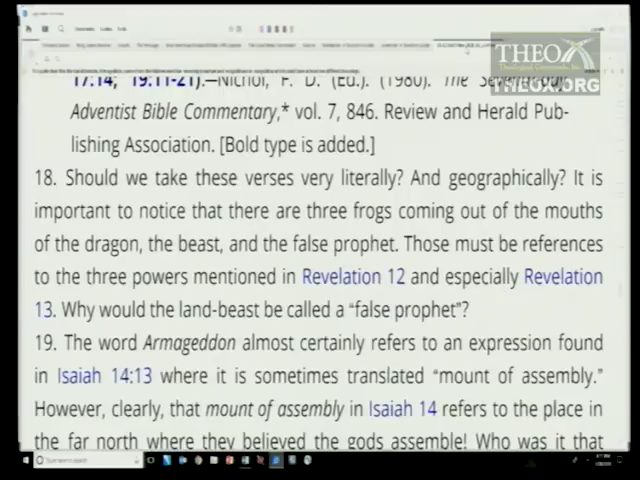 THEOX
THEOX.ORG
17:14; 19:11-21).—Nichol, F. D. (Ed.). (1980). The Seventh-day
Adventist Bible Commentary,* vol. 7, 846. Review and Herald Pub-
lishing Association. [Bold type is added.]
18. Should we take these verses very literally? And geographically? It is
important to notice that there are three frogs coming out of the mouths
of the dragon, the beast, and the false prophet. Those must be references
to the three powers mentioned in Revelation 12 and especially Revelation
13. Why would the land-beast be called a “false prophet”?
19. The word Armageddon almost certainly refers to an expression found
in Isaiah 14:13 where it is sometimes translated “mount of assembly.”
However, clearly, that mount of assembly in Isaiah 14 refers to the place in
the far north where they believed the gods assemble! Who was it that